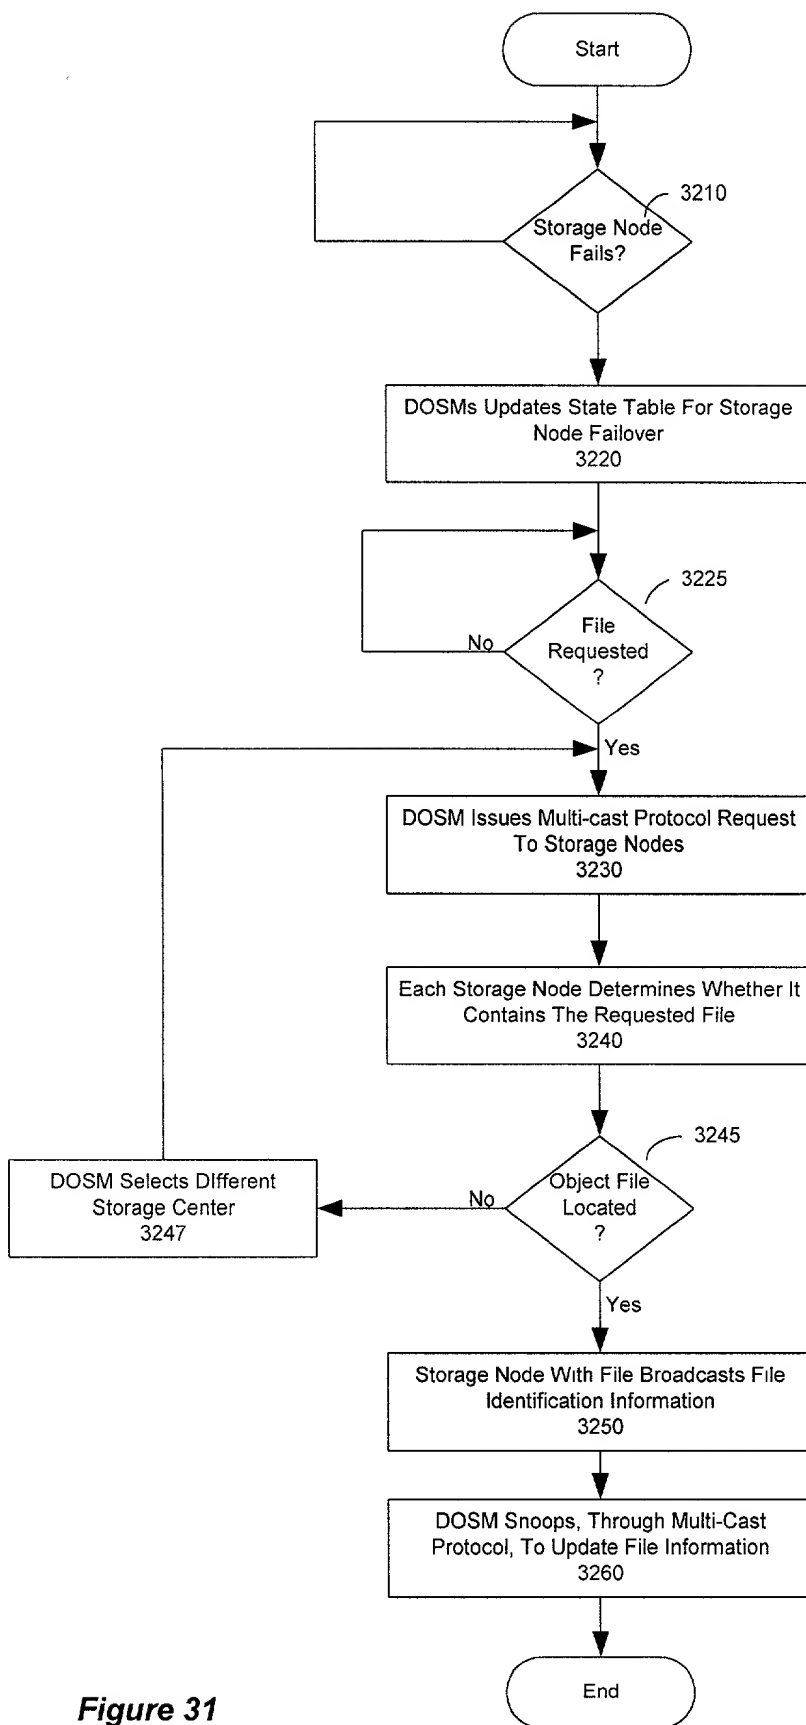 Start
3210
Storage Node
Fails?
DOSMs Updates State Table For Storage
Node Failover
3220
3225
File
Requested
?
No
Yes
DOSM Issues Multi-cast Protocol Request
To Storage Nodes
3230
Each Storage Node Determines Whether It
Contains The Requested File
3240
3245
Object File
Located
?
No
DOSM Selects Different
Storage Center
3247
Yes
Storage Node With File Broadcasts File
Identification Information
3250
DOSM Snoops, Through Multi-Cast
Protocol, To Update File Information
3260
End
Figure 31